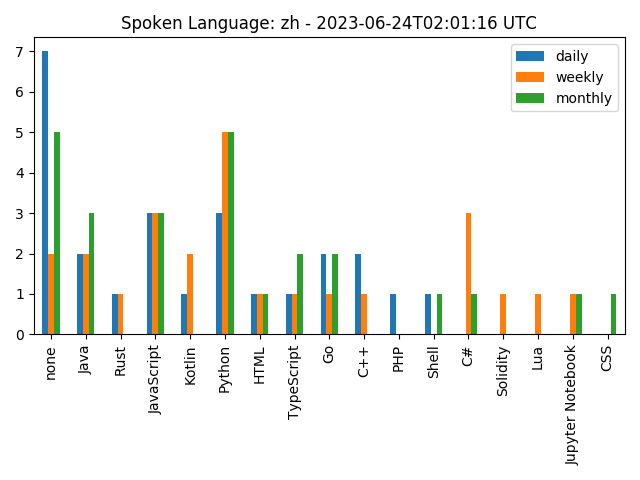 Spoken Language: zh - 2023-06-24T02:01:16 UTC
daily
weekly
monthly
7
6
5
4
3
2
1
0
none
Java
Rust
JavaScript
Kotlin
Python
HTML
TypeScript
Go
C++
PHP
Shell
C#
Solidity
Lua
Jupyter Notebook
CSS